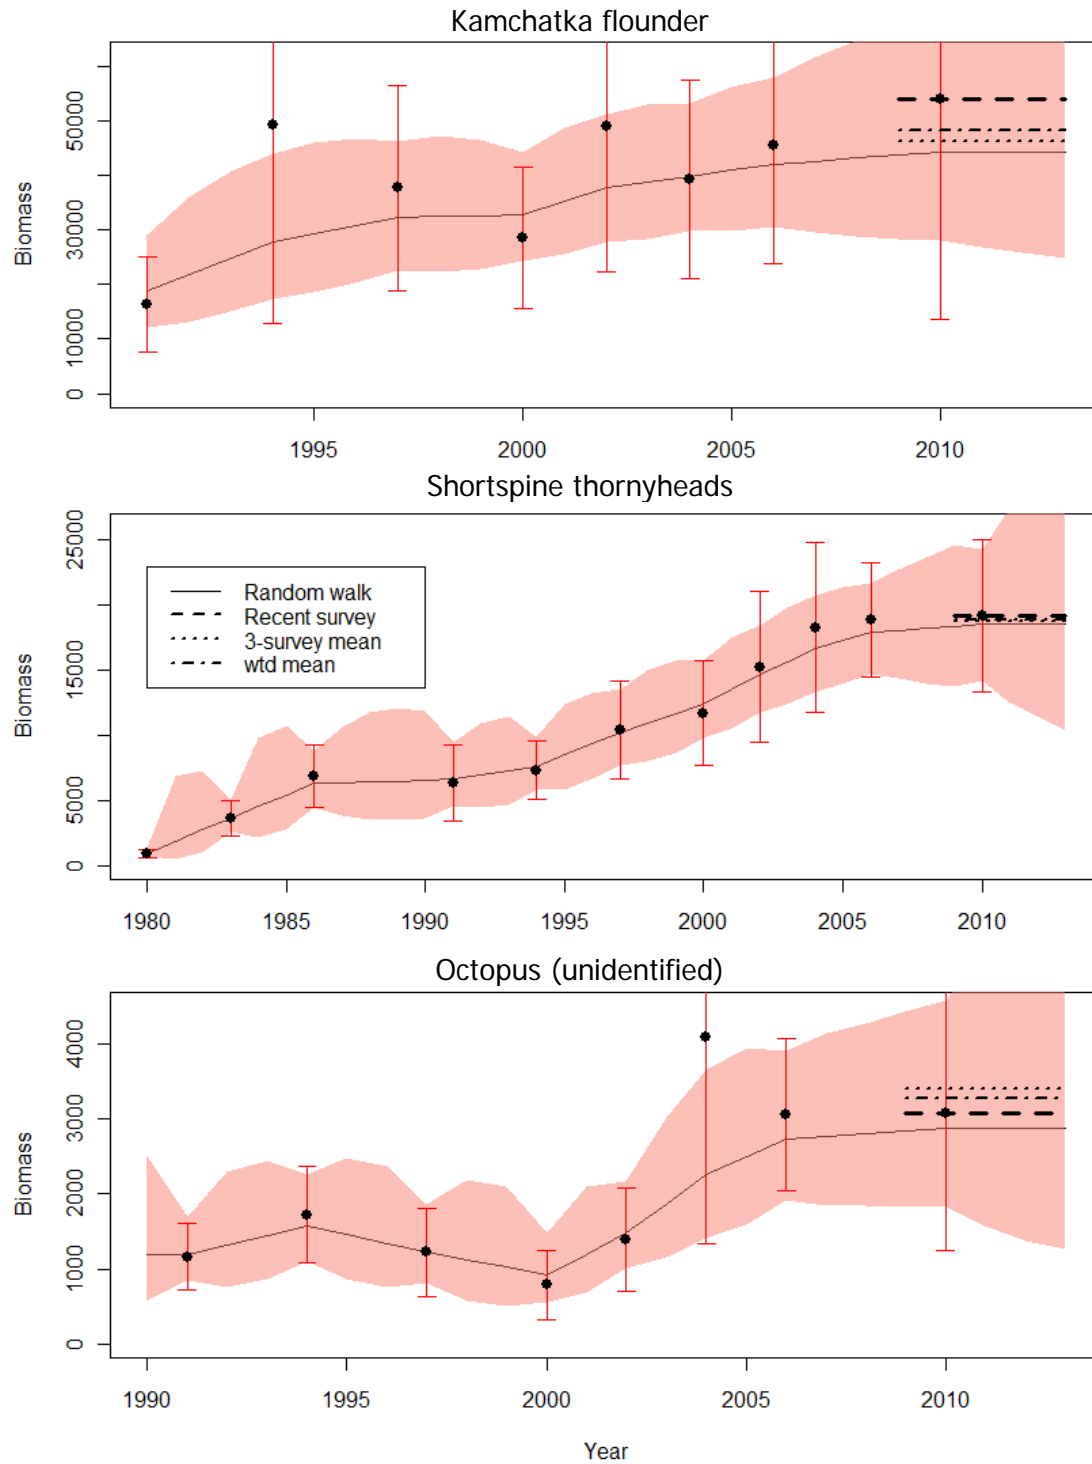 Kamchatka flounder
Biomass
0
10000
30000
50000
1995 2000 2005 2010
Shortspine thornyheads
Biomass
0
5000
15000
25000
Random walk
Recent survey
3-survey mean
wtd mean
1980 1985 1990 1995 2000 2005 2010
Octopus (unidentified)
Biomass
0
1000
2000
3000
4000
1990 1995 2000 2005 2010
Year